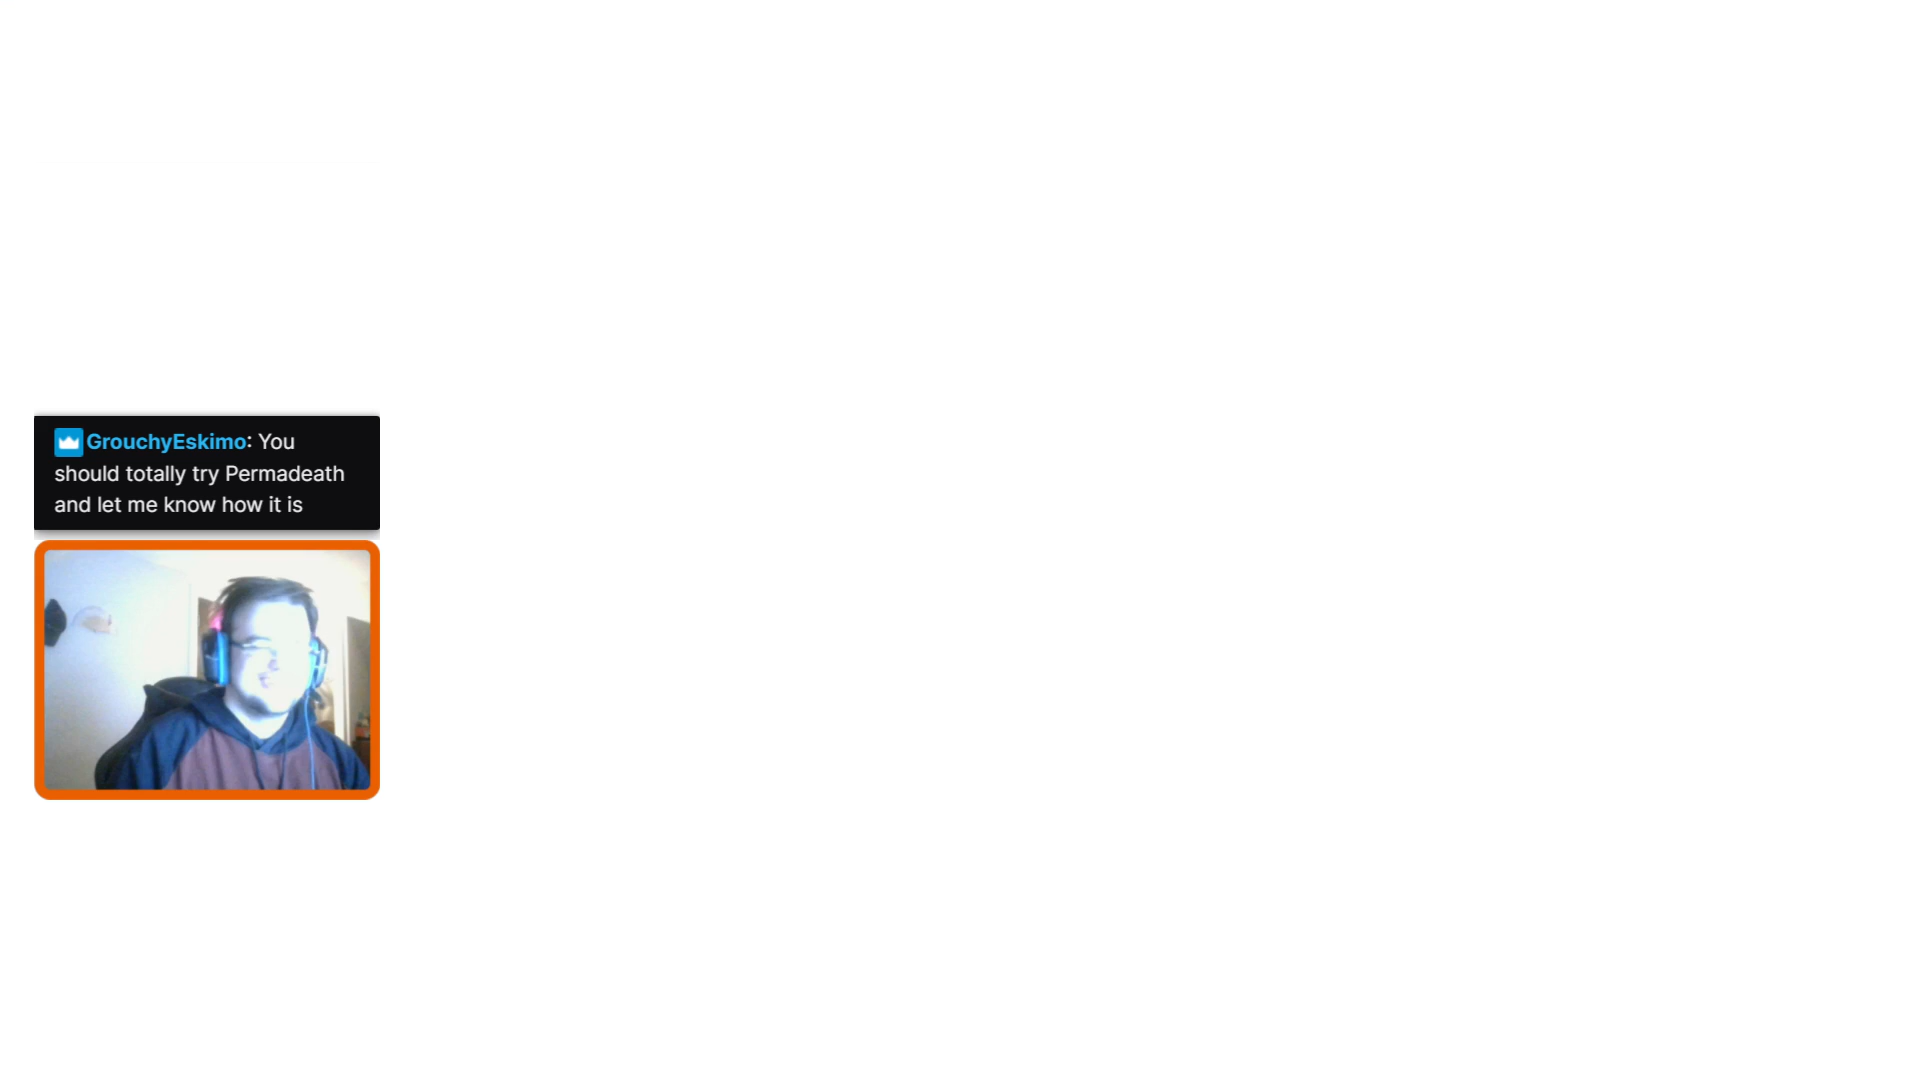 GrouchyEskimo: You
should totally try Permadeath
and let me know how it is